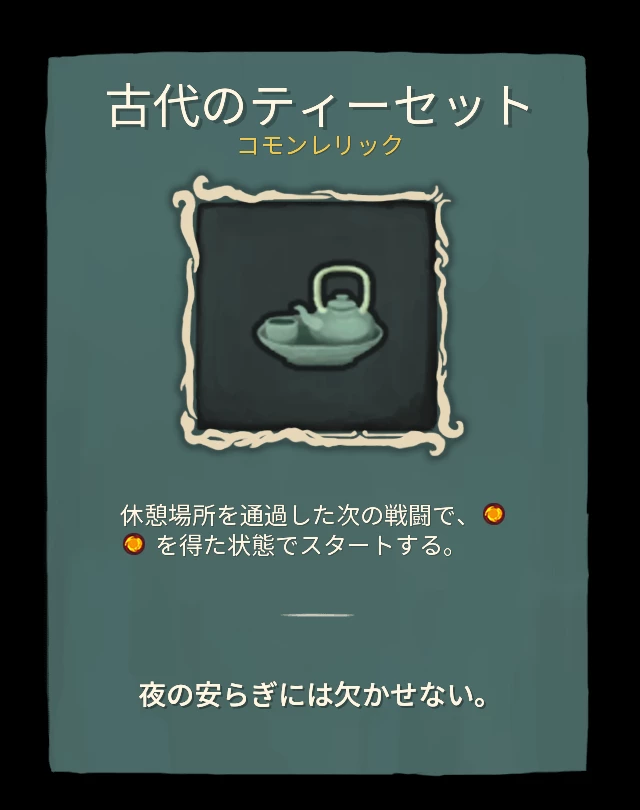 古代のティーセット
コモンレリック
休憩場所を通過した次の戦闘で、
を得た状態でスタートする。
夜の安らぎには欠かせない。